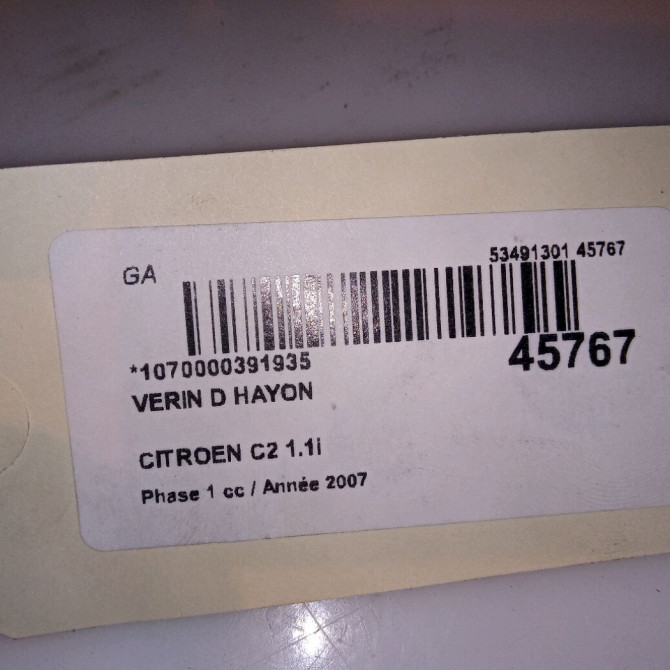 GA
53491301 45767
*1070000391935
45767
VERIN D HAYON
CITROEN C2 1.1i
Phase 1 cc / Année 2007